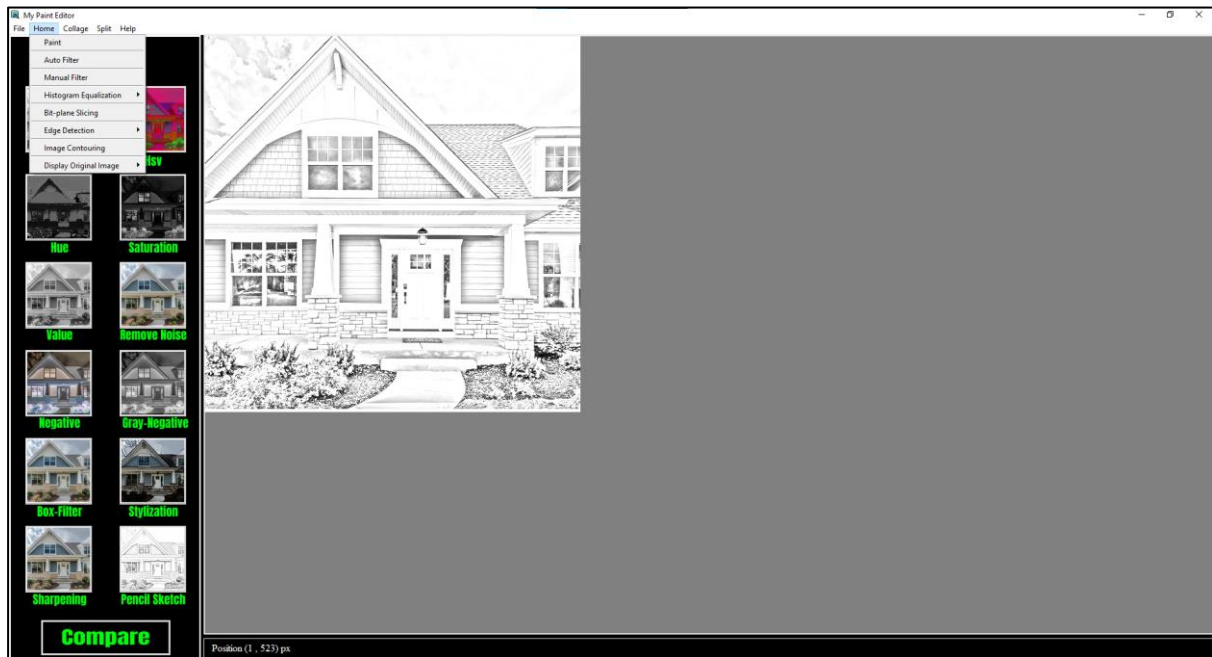 My Paint Editor
File Home Collage Split Help
Paint
Auto Filter
Manual Filter
Histogram Equalization
Bit-plane Slicing
Edge Detection
Image Contouring
Display Original Image
Hsv
Hue Saturation
Value Remove Noise
Negative Gray-Negative
Box-Filter Stylization
Sharpening Pencil Sketch
Compare
Position (1 , 523) px